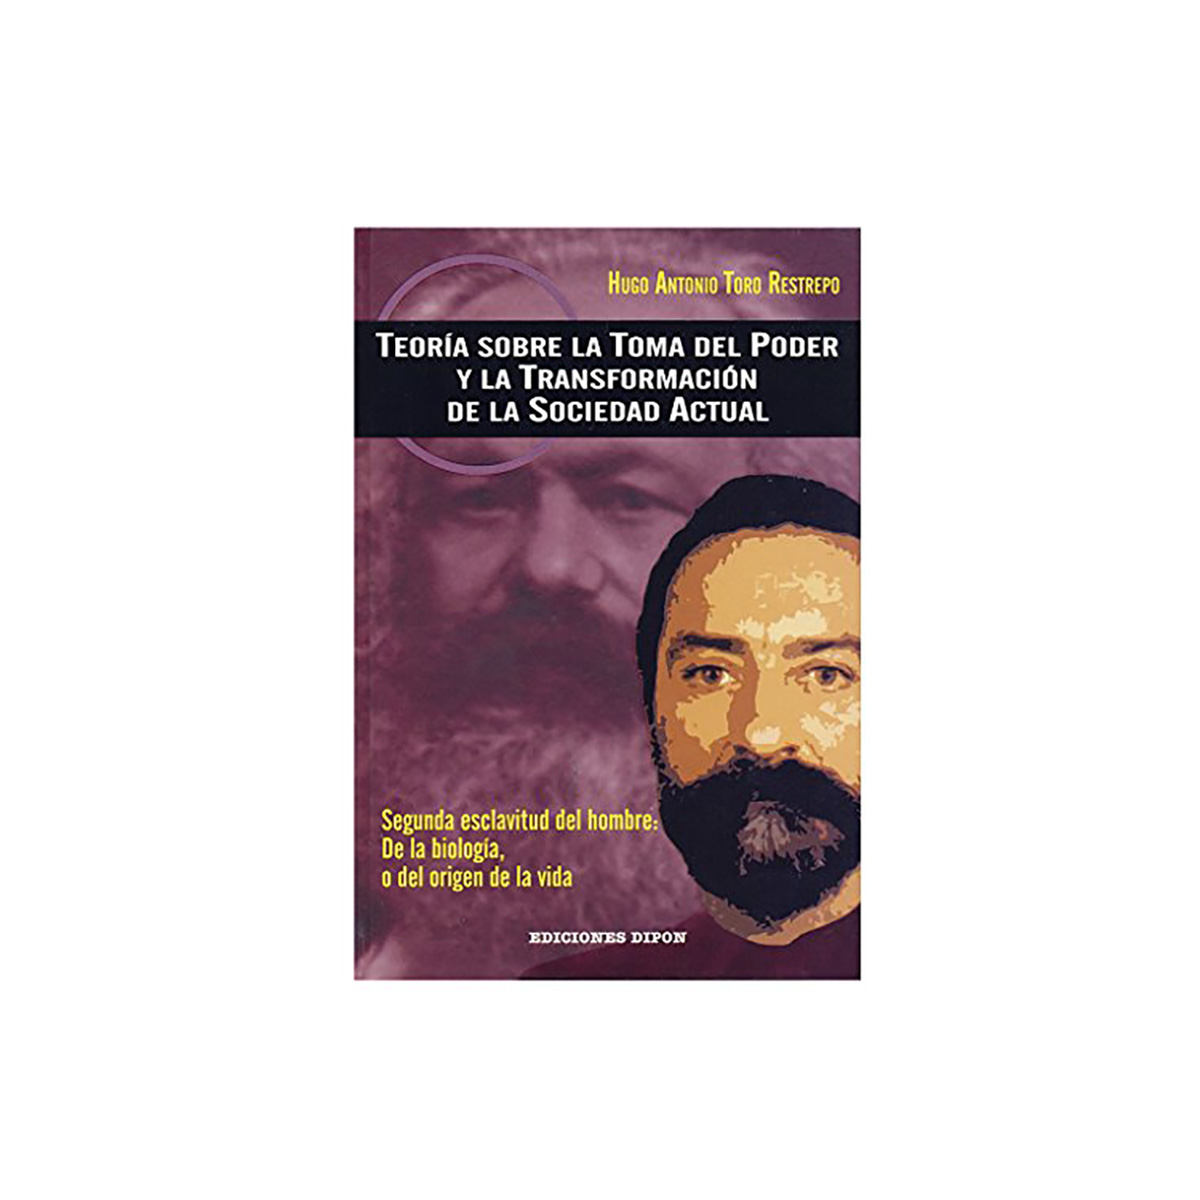 HUGO ANTONIO TORO RESTREPO
TEORÍA SOBRE LA TOMA DEL PODER
Y LA TRANSFORMACIÓN
DE LA SOCIEDAD ACTUAL
Segunda esclavitud del hombre:
De la biología,
o del origen de la vida
EDICIONES DIPON